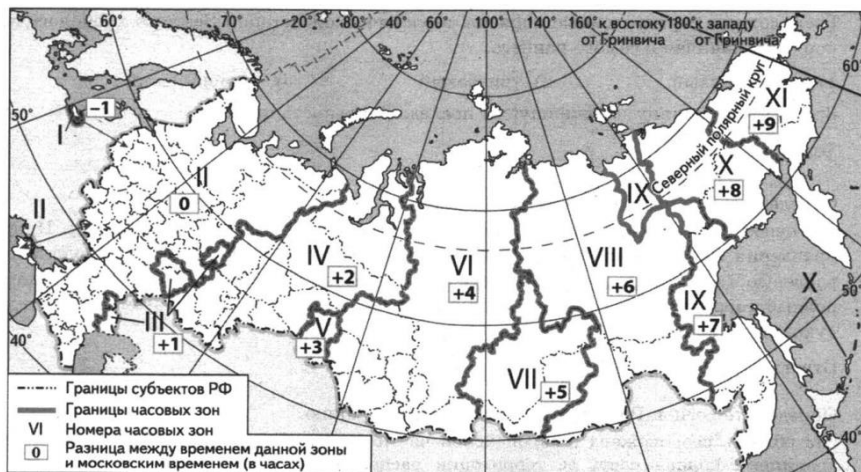 60°
70°
20°
80°
100°
140°
160° к востоку
от Гринвича
180° к западу
от Гринвича
60°
50°
-1
I
Северный полярный круг
XI
+9
II
0
II
IX
X
+8
IV
+2
VI
+4
VIII
+6
IX
+7
X
50°
III
+1
V
+3
40°
VII
+5
40°
Границы субъектов РФ
Границы часовых зон
VI Номера часовых зон
0 Разница между временем данной зоны
и московским временем (в часах)